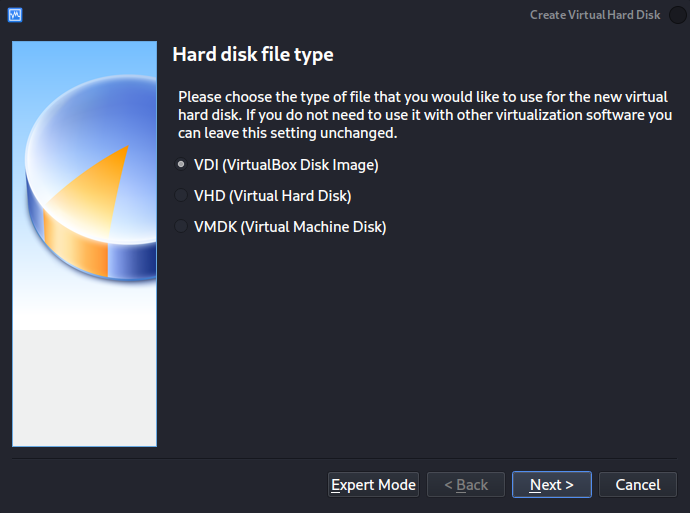 Create Virtual Hard Disk
Hard disk file type
Please choose the type of file that you would like to use for the new virtual
hard disk. If you do not need to use it with other virtualization software you
can leave this setting unchanged.
VDI (VirtualBox Disk Image)
VHD (Virtual Hard Disk)
VMDK (Virtual Machine Disk)
Expert Mode
< Back
Next >
Cancel